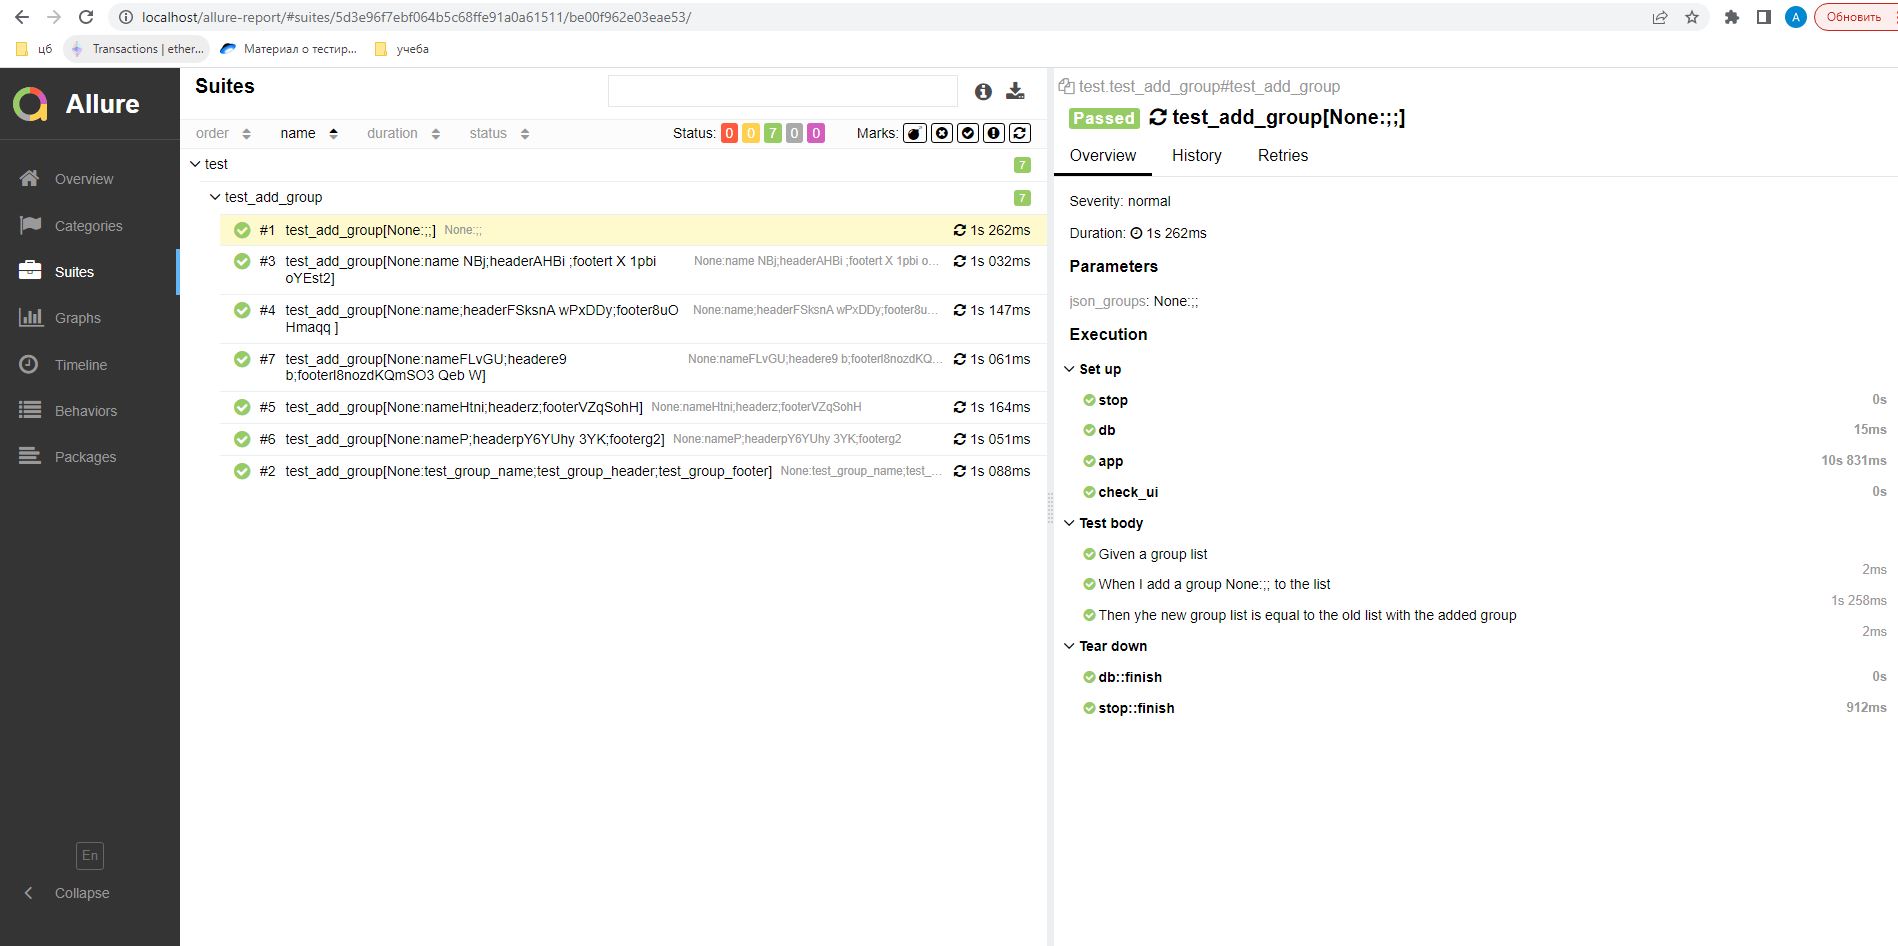 localhost/allure-report/#suites/5d3e96f7ebf064b5c68ffe91a0a61511/be00f962e03eae53/
A
Обновить
цб
Transactions | ether...
Материал о тестир...
учеба
Allure
Overview
Categories
Suites
Graphs
Timeline
Behaviors
Packages
En
Collapse
Suites
order name duration status Status: 0 0 7 0 0 Marks:
test 7
test_add_group 7
#1 test_add_group[None:;;] None:;; 1s 262ms
#3 test_add_group[None:name NBj;headerAHBi ;footert X 1pbi None:name NBj;headerAHBi ;footert X 1pbi o... 1s 032ms
oYEst2]
#4 test_add_group[None:name;headerFSksnA wPxDDy;footer8uO None:name;headerFSksnA wPxDDy;footer8u... 1s 147ms
Hmaqq ]
#7 test_add_group[None:nameFLvGU;headere9 None:nameFLvGU;headere9 b;footerI8nozdKQ... 1s 061ms
b;footerI8nozdKQmSO3 Qeb W]
#5 test_add_group[None:nameHtni;headerz;footerVZqSohH] None:nameHtni;headerz;footerVZqSohH 1s 164ms
#6 test_add_group[None:nameP;headerpY6YUhy 3YK;footerg2] None:nameP;headerpY6YUhy 3YK;footerg2 1s 051ms
#2 test_add_group[None:test_group_name;test_group_header;test_group_footer] None:test_group_name;test_... 1s 088ms
test.test_add_group#test_add_group
Passed test_add_group[None:;;]
Overview History Retries
Severity: normal
Duration: 1s 262ms
Parameters
json_groups: None:;;
Execution
Set up
stop 0s
db 15ms
app 10s 831ms
check_ui 0s
Test body
Given a group list
2ms
When I add a group None:;; to the list
1s 258ms
Then yhe new group list is equal to the old list with the added group
2ms
Tear down
db::finish 0s
stop::finish 912ms